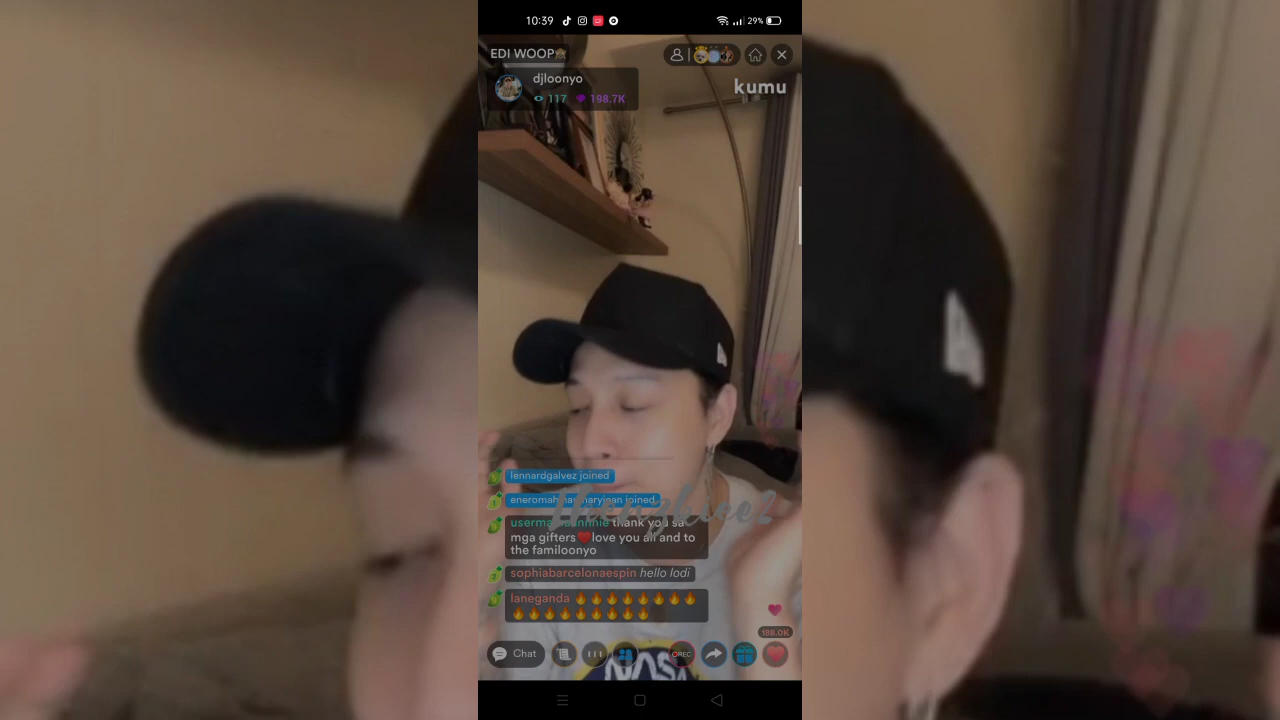 10:39
29%
EDI WOOP
djloonyo
117 198.7K
kumu
lennardgalvez joined
joined
thank you sa
mga gifters❤️love you all and to
the familoonyo
sophiabarcelonaespin hello lodi
laneganda 🔥🔥🔥🔥🔥🔥🔥🔥
🔥🔥🔥🔥🔥🔥🔥🔥🔥
188.0K
Chat
REC
NASA